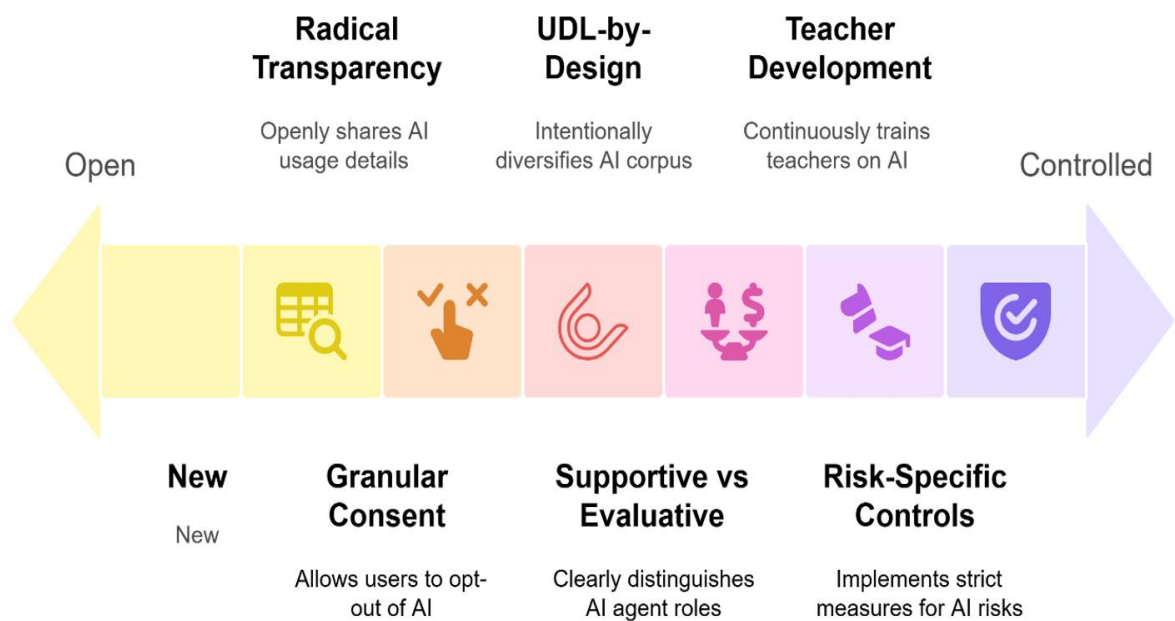 Radical
Transparency
Openly shares AI
usage details
UDL-by-
Design
Intentionally
diversifies AI corpus
Teacher
Development
Continuously trains
teachers on AI
Open
Controlled
New
New
Granular
Consent
Allows users to opt-
out of AI
Supportive vs
Evaluative
Clearly distinguishes
AI agent roles
Risk-Specific
Controls
Implements strict
measures for AI risks